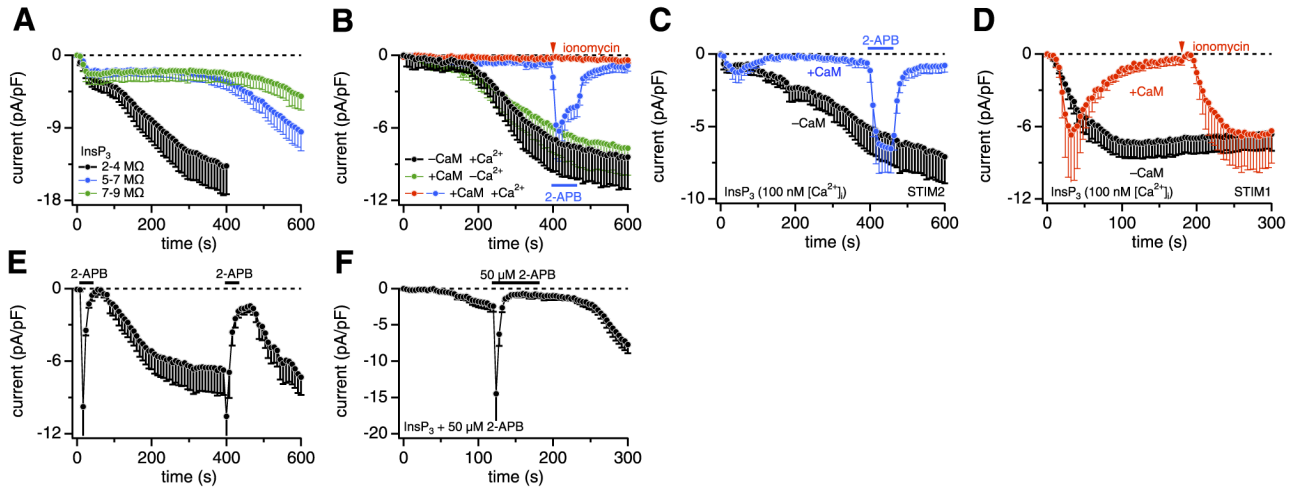 A
0
-9
-18
current (pA/pF)
InsP3
2-4 MΩ
5-7 MΩ
7-9 MΩ
0 200 400 600
time (s)
B
ionomycin
0
-6
-12
current (pA/pF)
–CaM +Ca2+
+CaM –Ca2+
+CaM +Ca2+
2-APB
0 200 400 600
time (s)
C
2-APB
0
-5
-10
current (pA/pF)
+CaM
–CaM
InsP3 (100 nM [Ca2+]i) STIM2
0 200 400 600
time (s)
D
ionomycin
0
-6
-12
current (pA/pF)
+CaM
–CaM
InsP3 (100 nM [Ca2+]i) STIM1
0 100 200 300
time (s)
E
2-APB 2-APB
0
-6
-12
current (pA/pF)
0 200 400 600
time (s)
F
50 µM 2-APB
0
-5
-10
-15
-20
current (pA/pF)
InsP3 + 50 µM 2-APB
0 100 200 300
time (s)